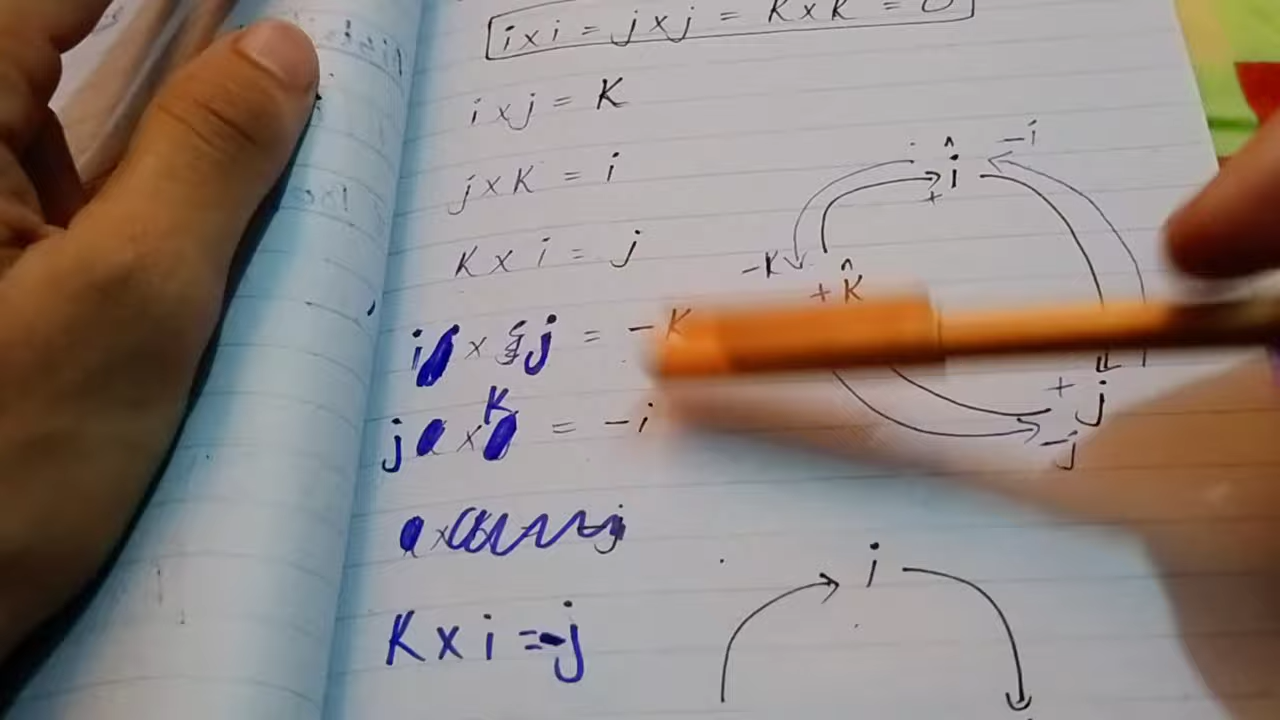 i x i = j x j = K x K = 0
i x j = K
j x K = i
K x i = j
i x j = -K
j x K = -i
K x i = -j
î
-i
+
-K
+ K̂
+ j
-j
i